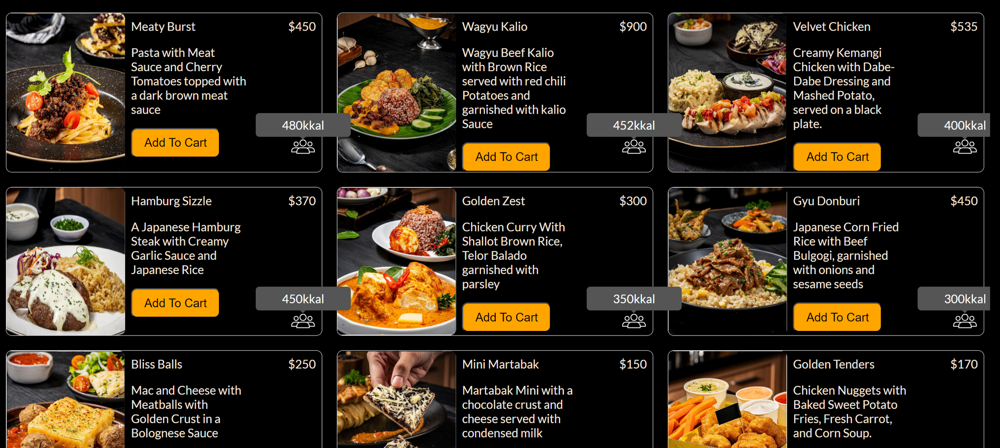 Meaty Burst $450
Pasta with Meat
Sauce and Cherry
Tomatoes topped with
a dark brown meat
sauce
480kkal
Add To Cart
Wagyu Kalio $900
Wagyu Beef Kalio
with Brown Rice
served with red chili
Potatoes and
garnished with kalio
Sauce
452kkal
Add To Cart
Velvet Chicken $535
Creamy Kemangi
Chicken with Dabe-
Dabe Dressing and
Mashed Potato,
served on a black
plate.
400kkal
Add To Cart
Hamburg Sizzle $370
A Japanese Hamburg
Steak with Creamy
Garlic Sauce and
Japanese Rice
450kkal
Add To Cart
Golden Zest $300
Chicken Curry With
Shallot Brown Rice,
Telor Balado
garnished with
parsley
350kkal
Add To Cart
Gyu Donburi $450
Japanese Corn Fried
Rice with Beef
Bulgogi, garnished
with onions and
sesame seeds
300kkal
Add To Cart
Bliss Balls $250
Mac and Cheese with
Meatballs with
Golden Crust in a
Bolognese Sauce
Mini Martabak $150
Martabak Mini with a
chocolate crust and
cheese served with
condensed milk
Golden Tenders $170
Chicken Nuggets with
Baked Sweet Potato
Fries, Fresh Carrot,
and Corn Soup.